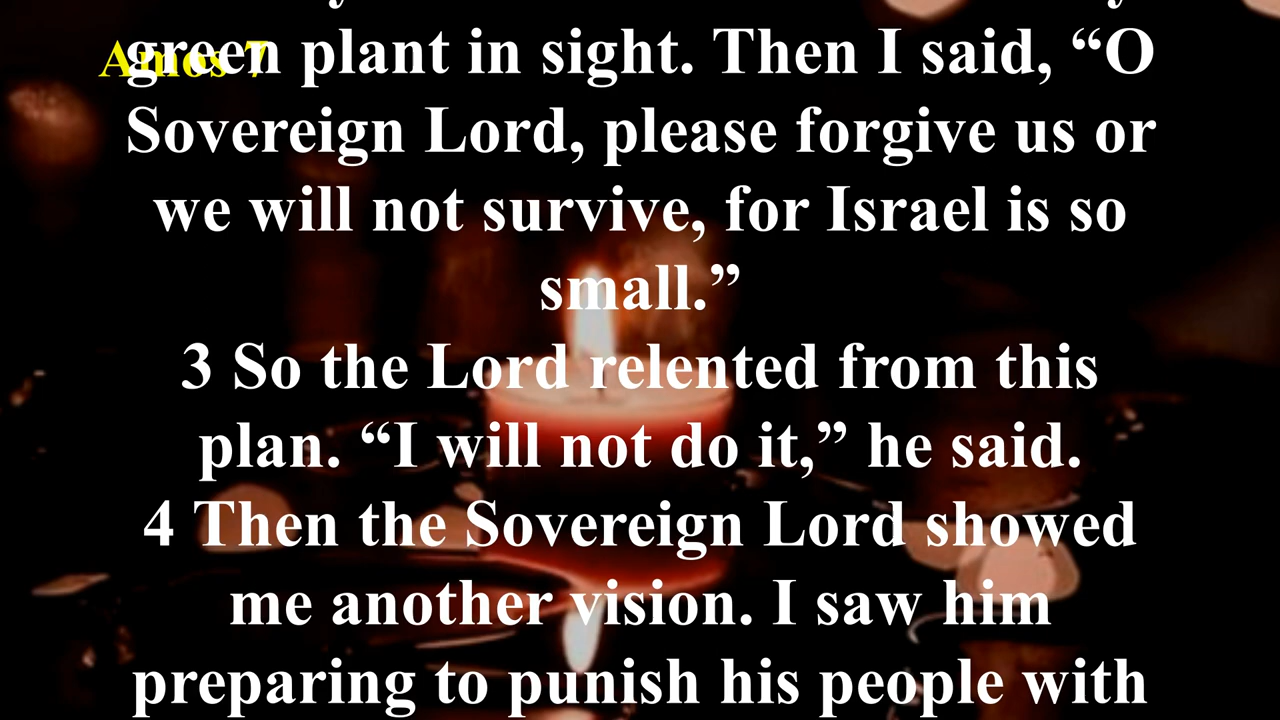 Amos 7
green plant in sight. Then I said, “O
Sovereign Lord, please forgive us or
we will not survive, for Israel is so
small.”
3 So the Lord relented from this
plan. “I will not do it,” he said.
4 Then the Sovereign Lord showed
me another vision. I saw him
preparing to punish his people with